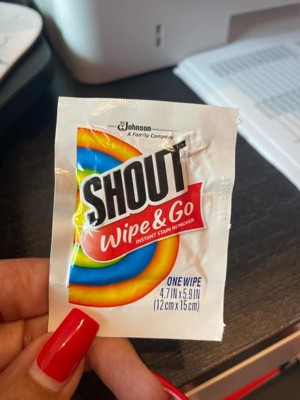 SC Johnson
A Family Company
SHOUT
Wipe & Go
INSTANT STAIN REMOVER
ONE WIPE
4.7 IN x 5.9 IN
(12 cm x 15 cm)